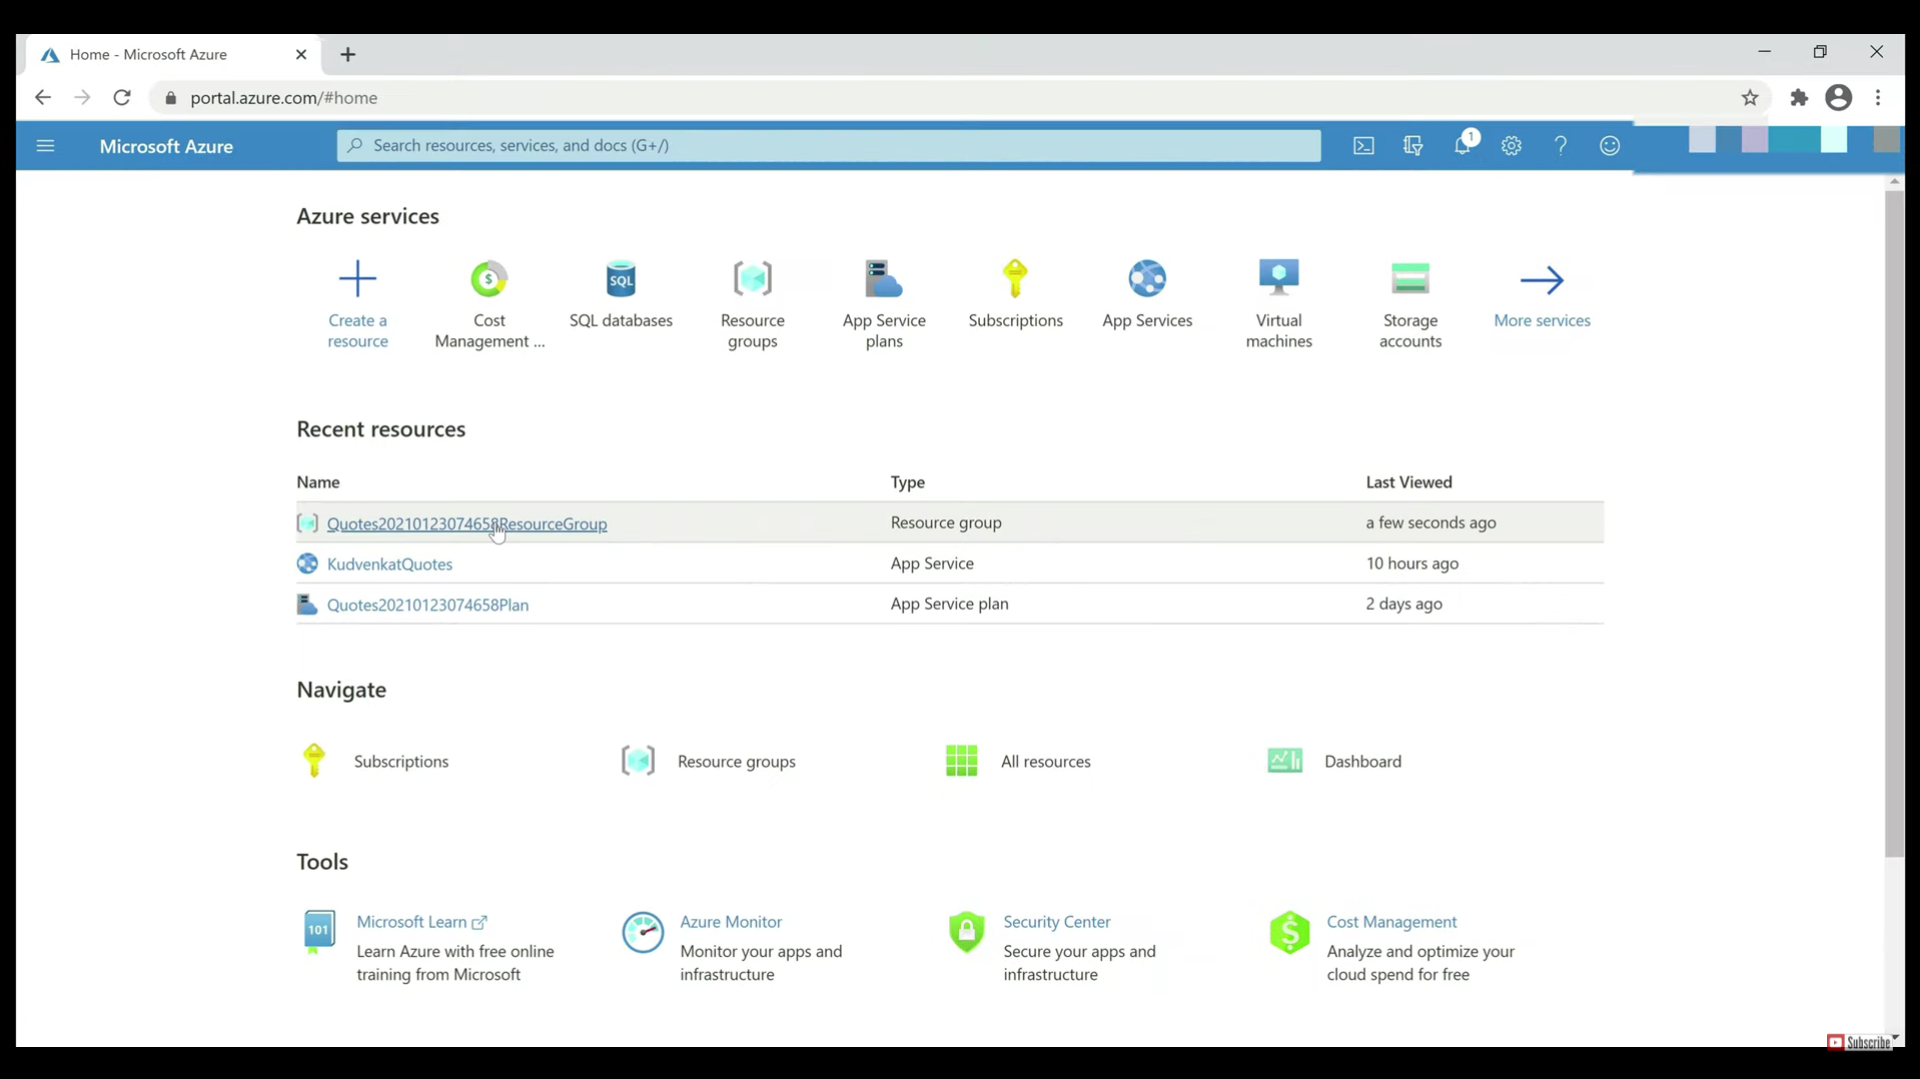 Home - Microsoft Azure
portal.azure.com/#home
Microsoft Azure
Search resources, services, and docs (G+/)
1
Azure services
Create a resource
Cost Management ...
SQL
SQL databases
Resource groups
App Service plans
Subscriptions
App Services
Virtual machines
Storage accounts
More services
Recent resources
Name Type Last Viewed
Quotes20210123074658ResourceGroup Resource group a few seconds ago
KudvenkatQuotes App Service 10 hours ago
Quotes20210123074658Plan App Service plan 2 days ago
Navigate
Subscriptions Resource groups All resources Dashboard
Tools
101
Microsoft Learn
Learn Azure with free online
training from Microsoft
Azure Monitor
Monitor your apps and
infrastructure
Security Center
Secure your apps and
infrastructure
Cost Management
Analyze and optimize your
cloud spend for free
Subscribe